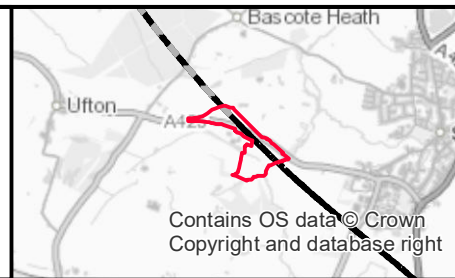 Bascote Heath
Ufton
A425
Contains OS data © Crown
Copyright and database right